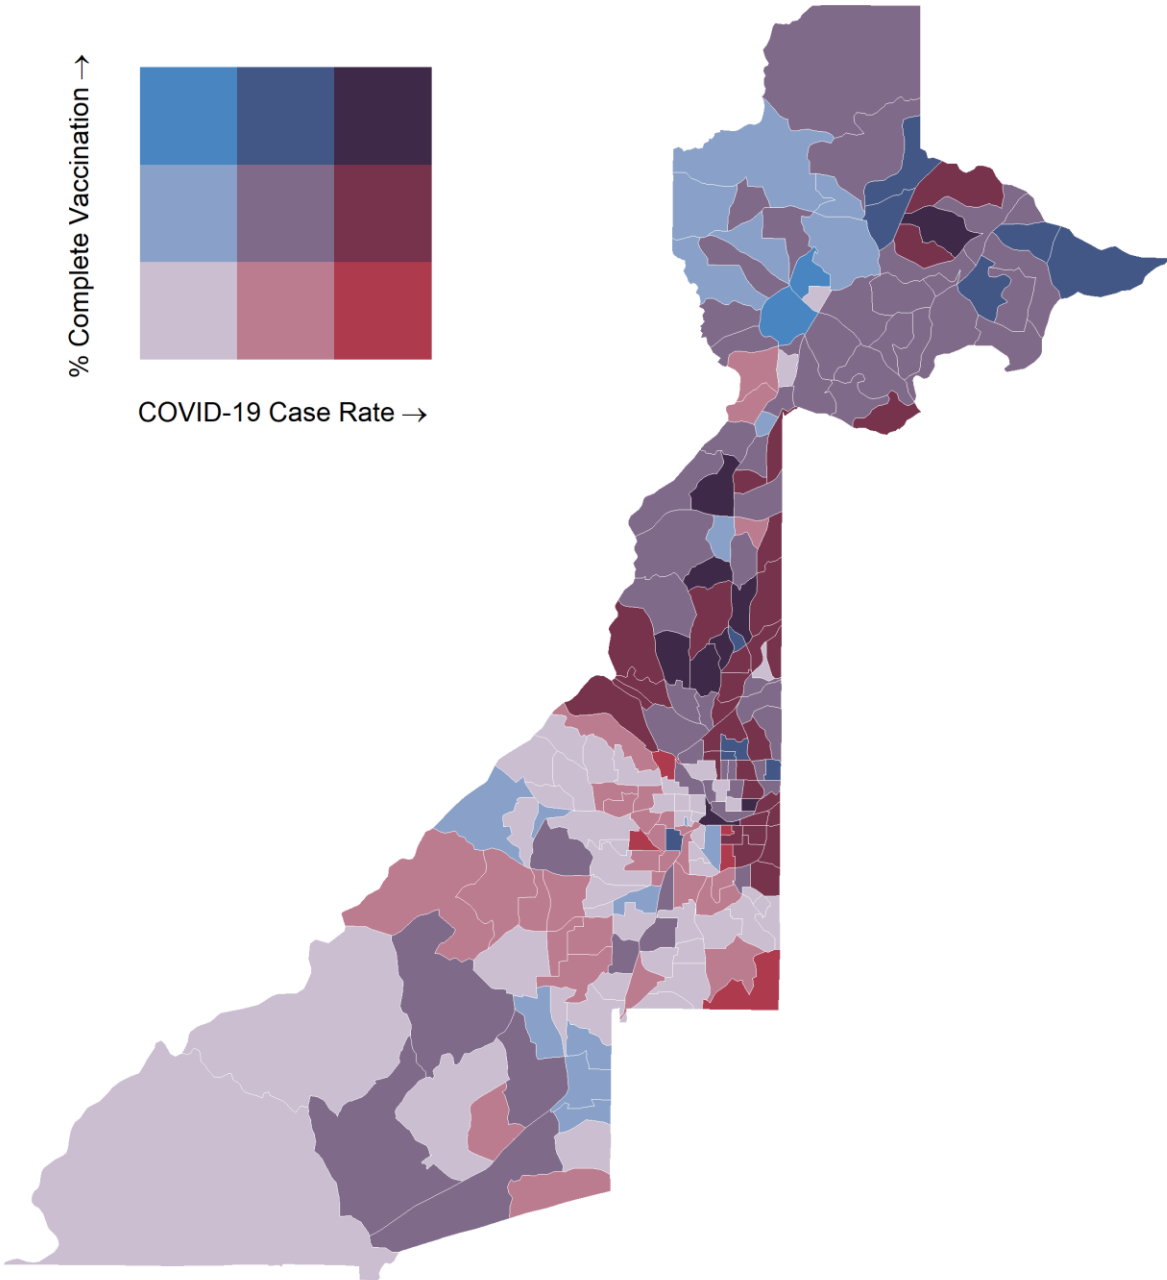 % Complete Vaccination →
COVID-19 Case Rate →